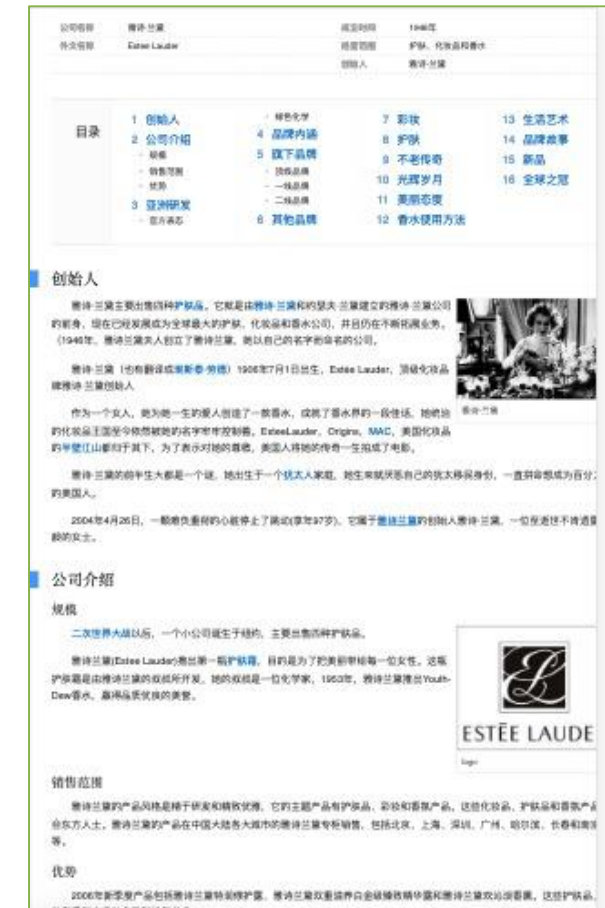 公司名称 雅诗·兰黛 成立时间 1946年
外文名称 Estee Lauder 经营范围 护肤、化妆品和香水
创始人 雅诗·兰黛
目录
1 创始人
2 公司介绍
规模
销售范围
优势
3 亚洲研发
官方表态
绿色化学
4 品牌内涵
5 旗下品牌
顶级品牌
一线品牌
二线品牌
6 其他品牌
7 彩妆
8 护肤
9 不老传奇
10 光辉岁月
11 美丽态度
12 香水使用方法
13 生活艺术
14 品牌故事
15 新品
16 全球之冠
创始人
雅诗·兰黛主要出售四种护肤品。它就是由雅诗·兰黛和约瑟夫·兰黛建立的雅诗·兰黛公司
的前身，现在已经发展成为全球最大的护肤、化妆品和香水公司，并且仍在不断拓展业务。
（1946年，雅诗兰黛夫人创立了雅诗兰黛，她以自己的名字而命名的公司。
雅诗·兰黛（也有翻译成埃斯泰·劳德）1908年7月1日出生，Estée Lauder，顶级化妆品
牌雅诗·兰黛创始人
作为一个女人，她为她一生的爱人创造了一款香水，成就了香水界的一段佳话，她统治
的化妆品王国至今依然被她的名字牢牢控制着，EsteeLauder，Origins，MAC，美国化妆品
的半壁江山都归于其下，为了表示对她的尊敬，美国人将她的传奇一生拍成了电影。
雅诗·兰黛
雅诗·兰黛的前半生大都是一个谜，她出生于一个犹太人家庭，她生来就厌恶自己的犹太移民身份，一直拼命想成为百分之
的美国人。
2004年4月26日，一颗难负重荷的心脏停止了跳动(享年97岁)，它属于雅诗兰黛的创始人雅诗·兰黛，一位至逝世不肯透露
龄的女士。
公司介绍
规模
二次世界大战以后，一个小公司诞生于纽约，主要出售四种护肤品。
雅诗兰黛(Estee Lauder)推出第一瓶护肤霜，目的是为了把美丽带给每一位女性。这瓶
护肤霜是由雅诗兰黛的叔叔所开发，她的叔叔是一位化学家，1953年，雅诗兰黛推出Youth-
Dew香水，赢得品质优良的美誉。
ESTĒE LAUDE
logo
销售范围
雅诗兰黛的产品风格是精于研发和精致优雅，它的主题产品有护肤品、彩妆和香氛产品，这些化妆品、护肤品和香氛产品
合东方人士。雅诗兰黛的产品在中国大陆各大城市的雅诗兰黛专柜销售，包括北京、上海、深圳、广州、哈尔滨、长春和南京
等。
优势
2006年新季度产品包括雅诗兰黛特润修护露、雅诗兰黛双重滋养白金级臻致精华露和雅诗兰黛欢沁颂香氛，这些护肤品、